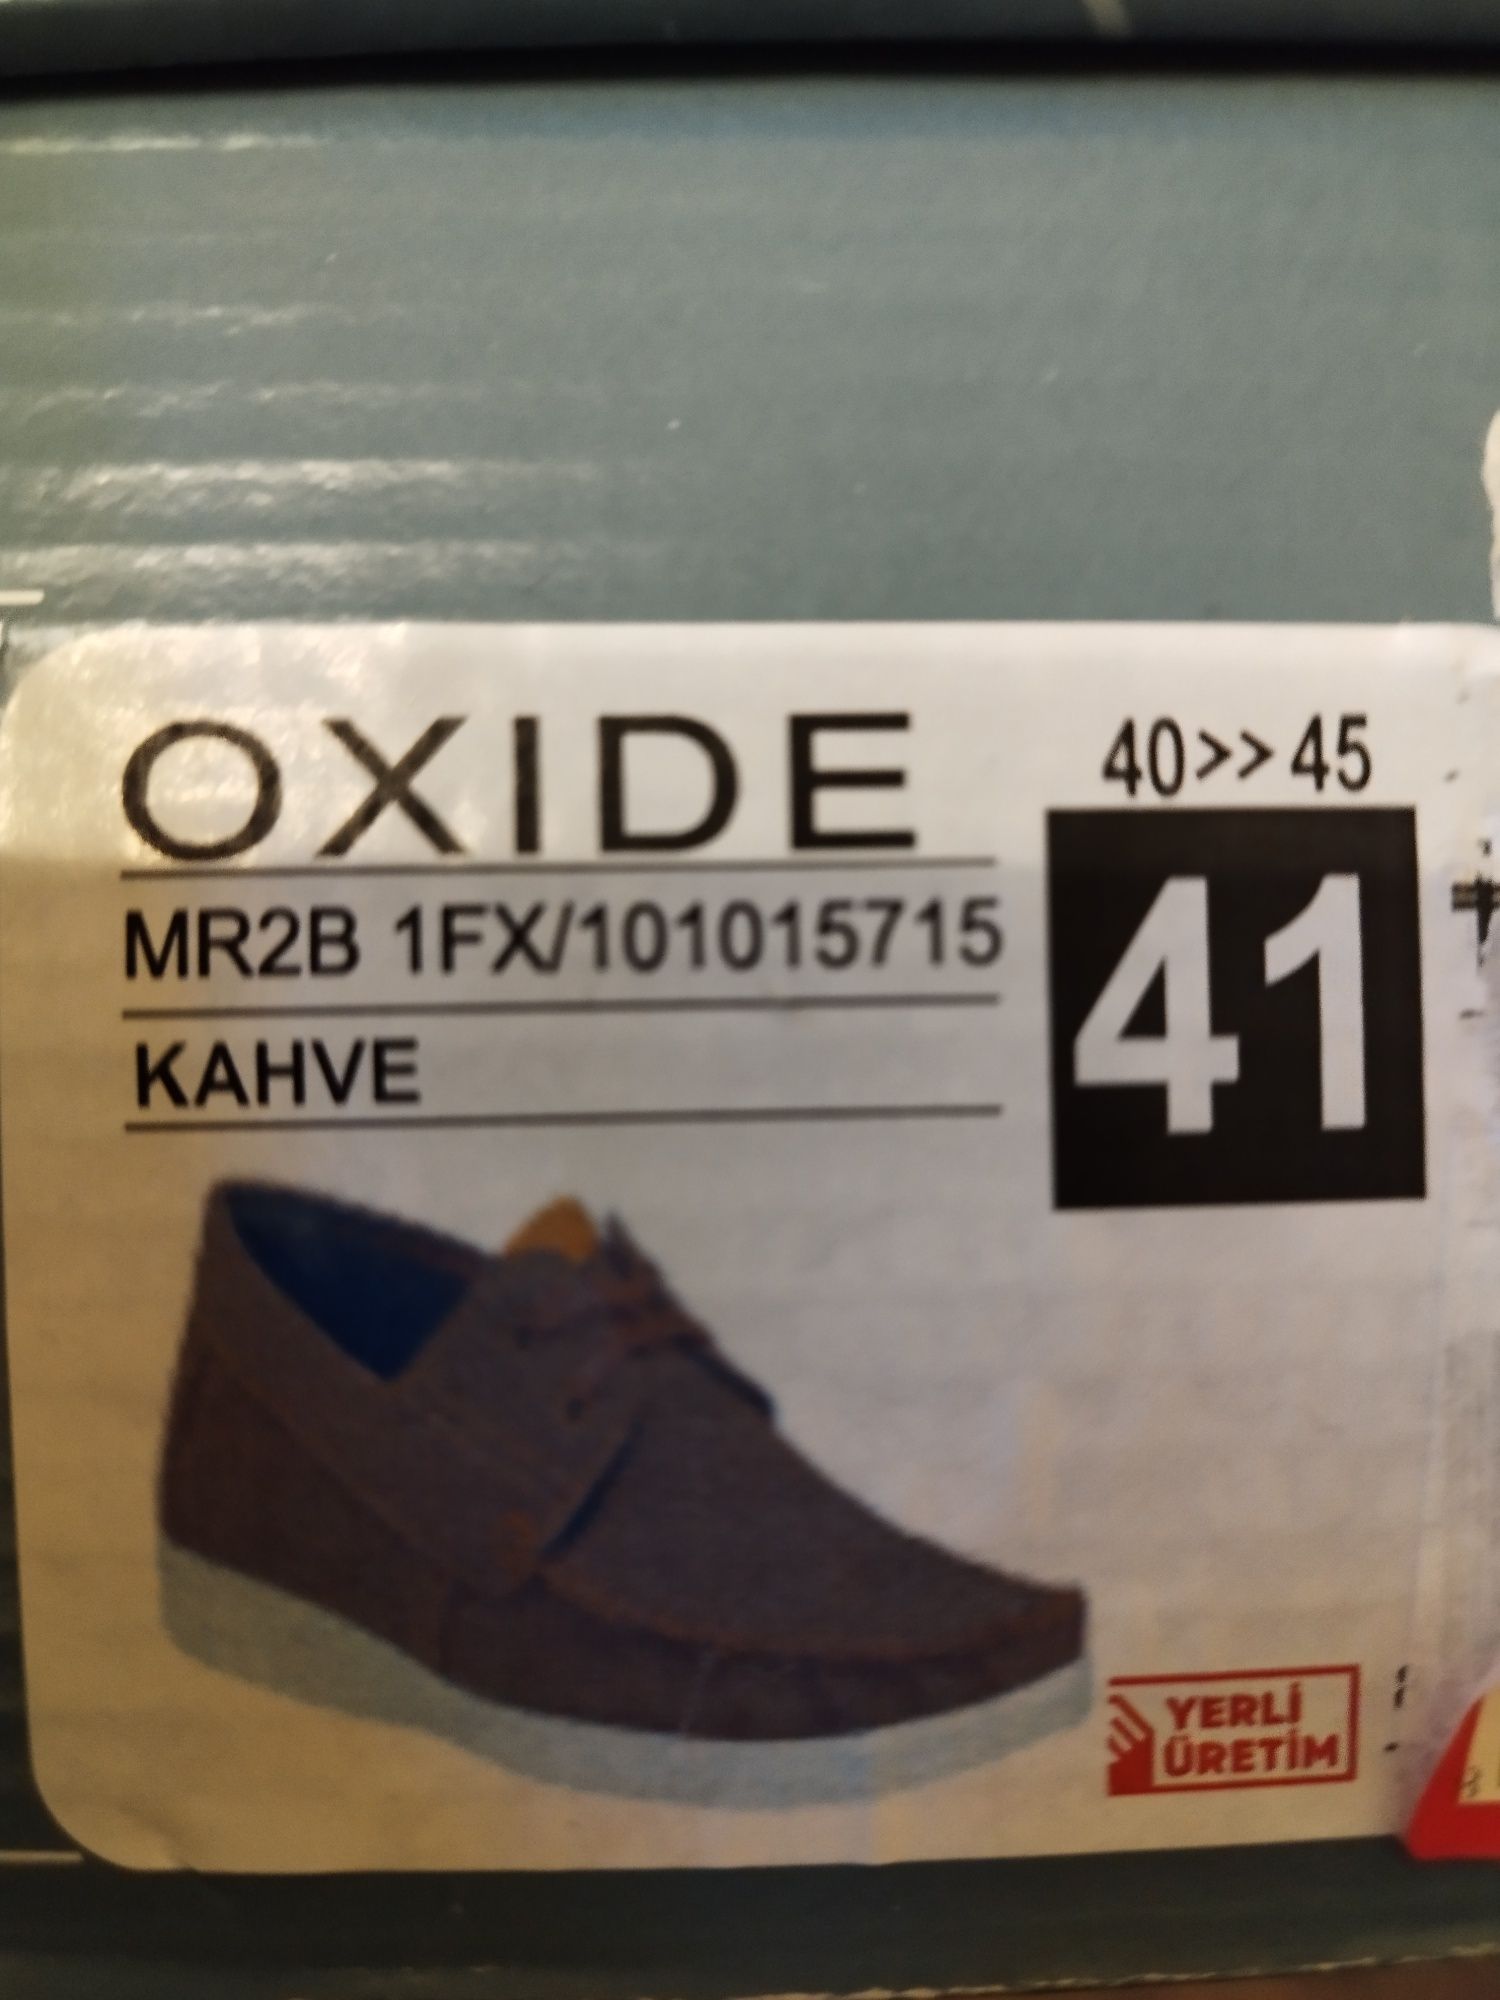 OXIDE
40>>45
MR2B 1FX/101015715
41
KAHVE
YERLİ
ÜRETİM